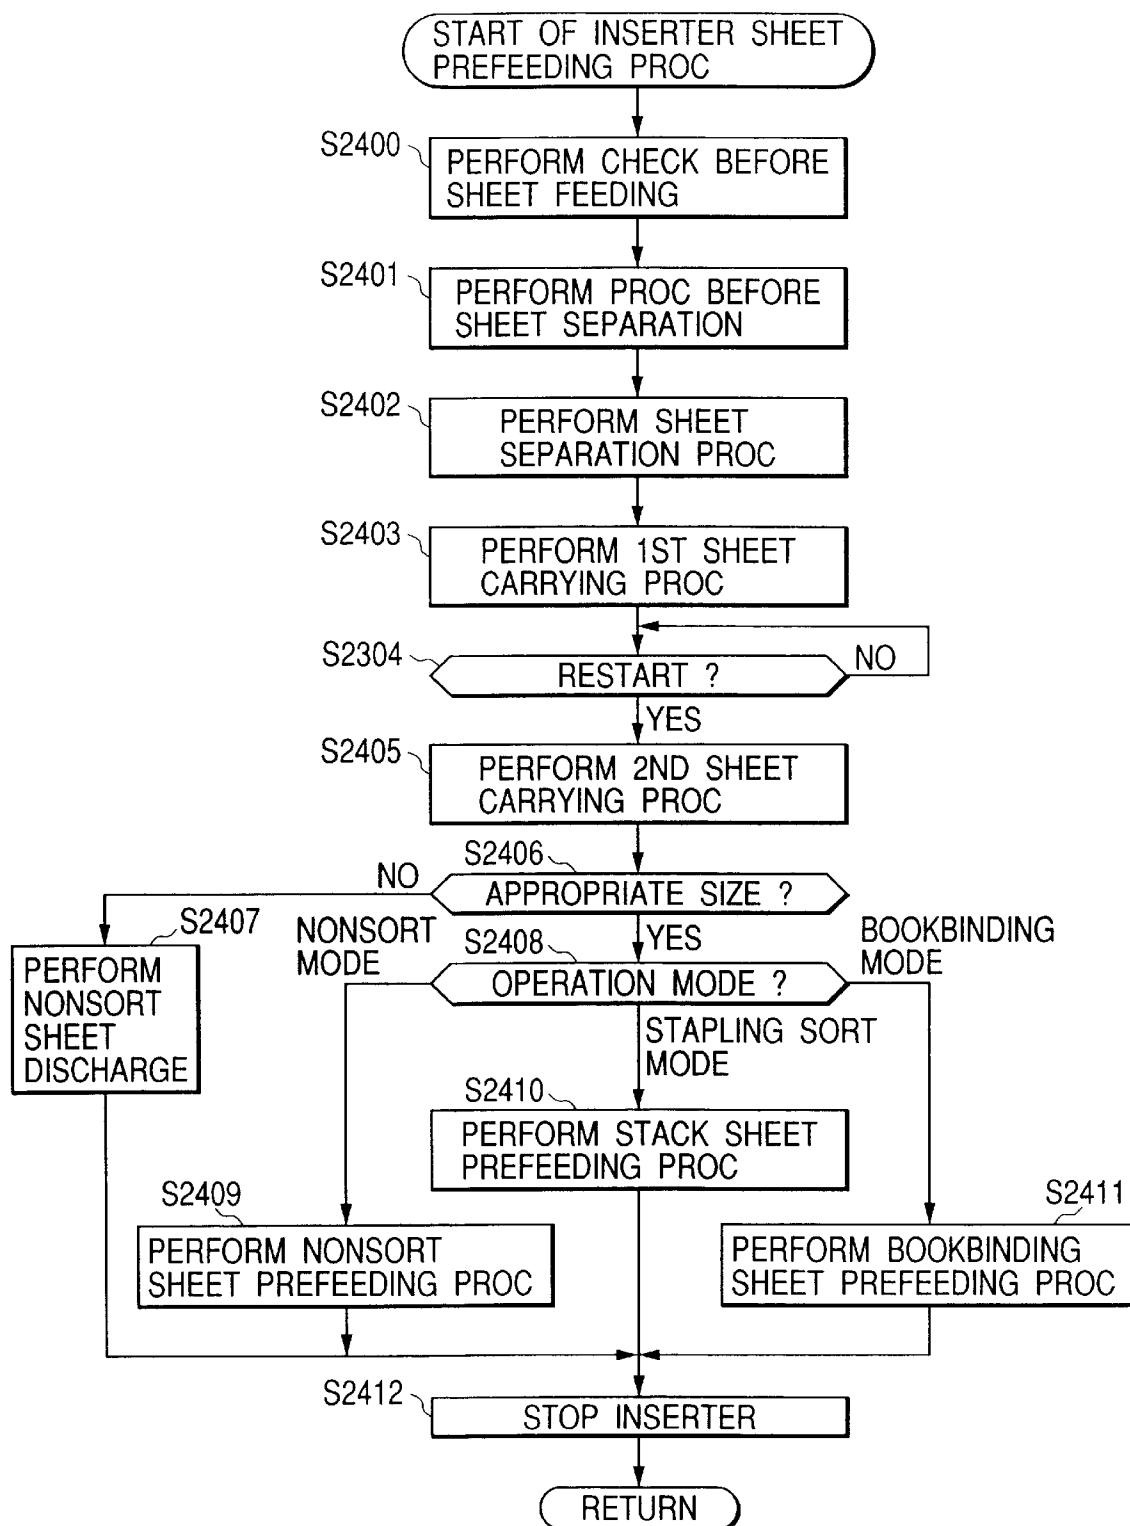 START OF INSERTER SHEET
PREFEEDING PROC
S2400
PERFORM CHECK BEFORE
SHEET FEEDING
S2401
PERFORM PROC BEFORE
SHEET SEPARATION
S2402
PERFORM SHEET
SEPARATION PROC
S2403
PERFORM 1ST SHEET
CARRYING PROC
S2304
RESTART ?
NO
YES
S2405
PERFORM 2ND SHEET
CARRYING PROC
S2406
APPROPRIATE SIZE ?
NO
YES
S2407
PERFORM
NONSORT
SHEET
DISCHARGE
S2408
OPERATION MODE ?
NONSORT
MODE
STAPLING SORT
MODE
BOOKBINDING
MODE
S2410
PERFORM STACK SHEET
PREFEEDING PROC
S2409
PERFORM NONSORT
SHEET PREFEEDING PROC
S2411
PERFORM BOOKBINDING
SHEET PREFEEDING PROC
S2412
STOP INSERTER
RETURN